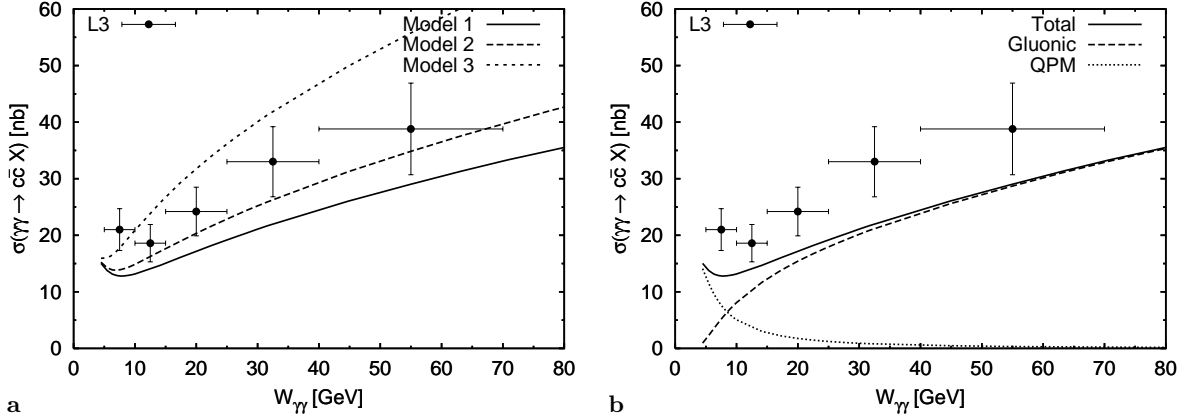 L3
Model 1
Model 2
Model 3
σ(γγ → cc̄ X) [nb]
60
50
40
30
20
10
0
0 10 20 30 40 50 60 70 80
W_γγ [GeV]
a
L3
Total
Gluonic
QPM
σ(γγ → cc̄ X) [nb]
60
50
40
30
20
10
0
0 10 20 30 40 50 60 70 80
W_γγ [GeV]
b